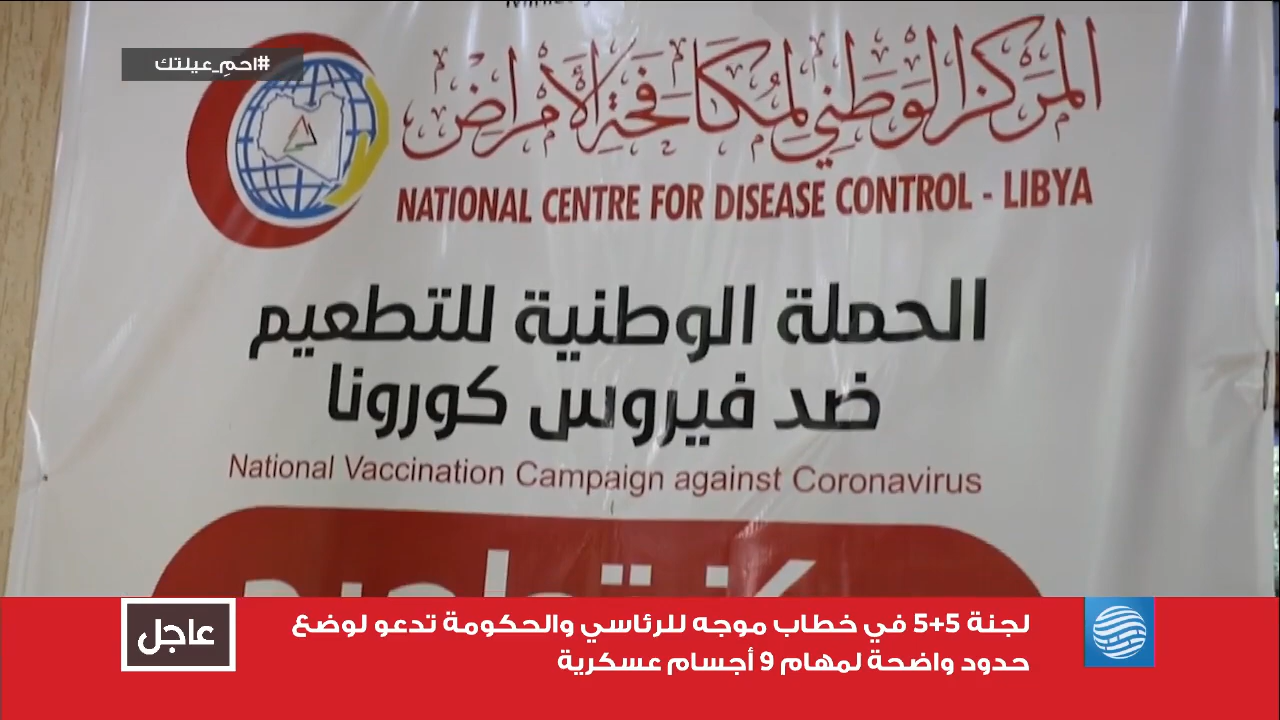 #احمِ_عيلتك
المركز الوطني لمكافحة الأمراض
NATIONAL CENTRE FOR DISEASE CONTROL - LIBYA
الحملة الوطنية للتطعيم
ضد فيروس كورونا
National Vaccination Campaign against Coronavirus
عاجل
لجنة 5+5 في خطاب موجه للرئاسي والحكومة تدعو لوضع
حدود واضحة لمهام 9 أجسام عسكرية